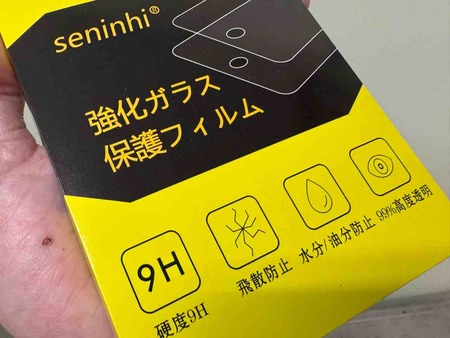 seninhi®
強化ガラス
保護フィルム
9H
硬度9H
飛散防止
水分/油分防止
99%高度透明